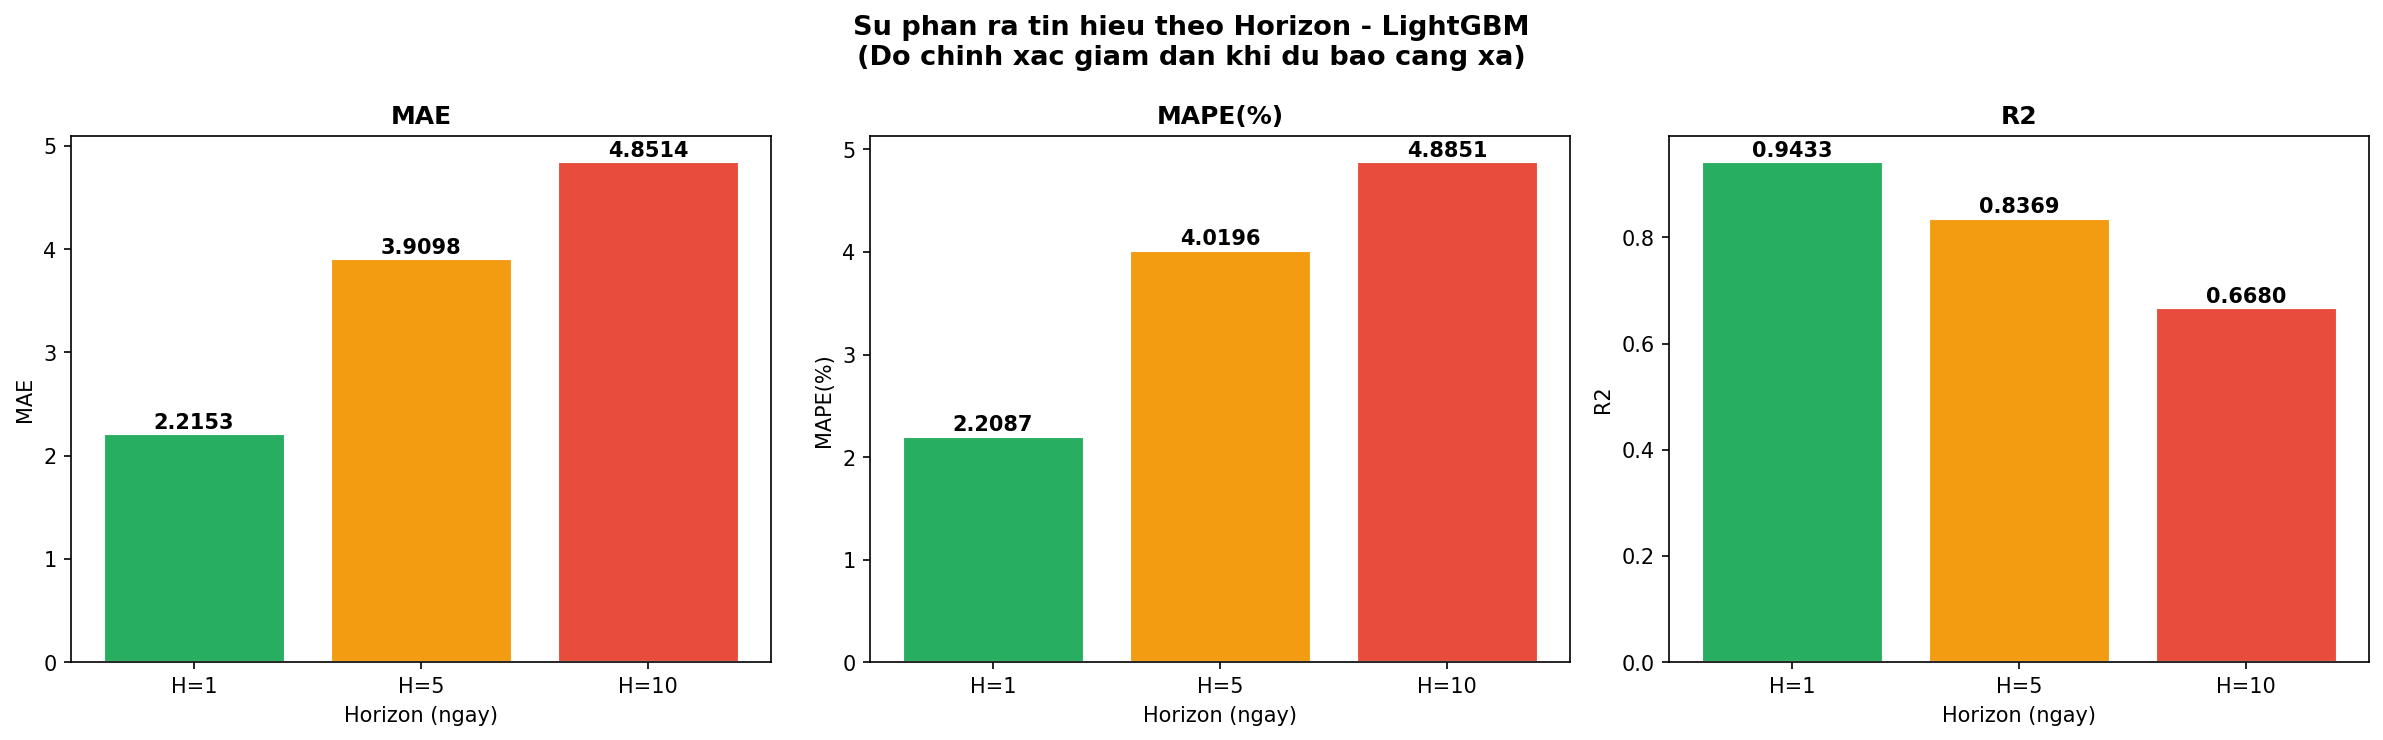 Su phan ra tin hieu theo Horizon - LightGBM
(Do chinh xac giam dan khi du bao cang xa)
MAE
MAE
5
4
3
2
1
0
2.2153
3.9098
4.8514
H=1
H=5
H=10
Horizon (ngay)
MAPE(%)
MAPE(%)
5
4
3
2
1
0
2.2087
4.0196
4.8851
H=1
H=5
H=10
Horizon (ngay)
R2
R2
0.8
0.6
0.4
0.2
0.0
0.9433
0.8369
0.6680
H=1
H=5
H=10
Horizon (ngay)